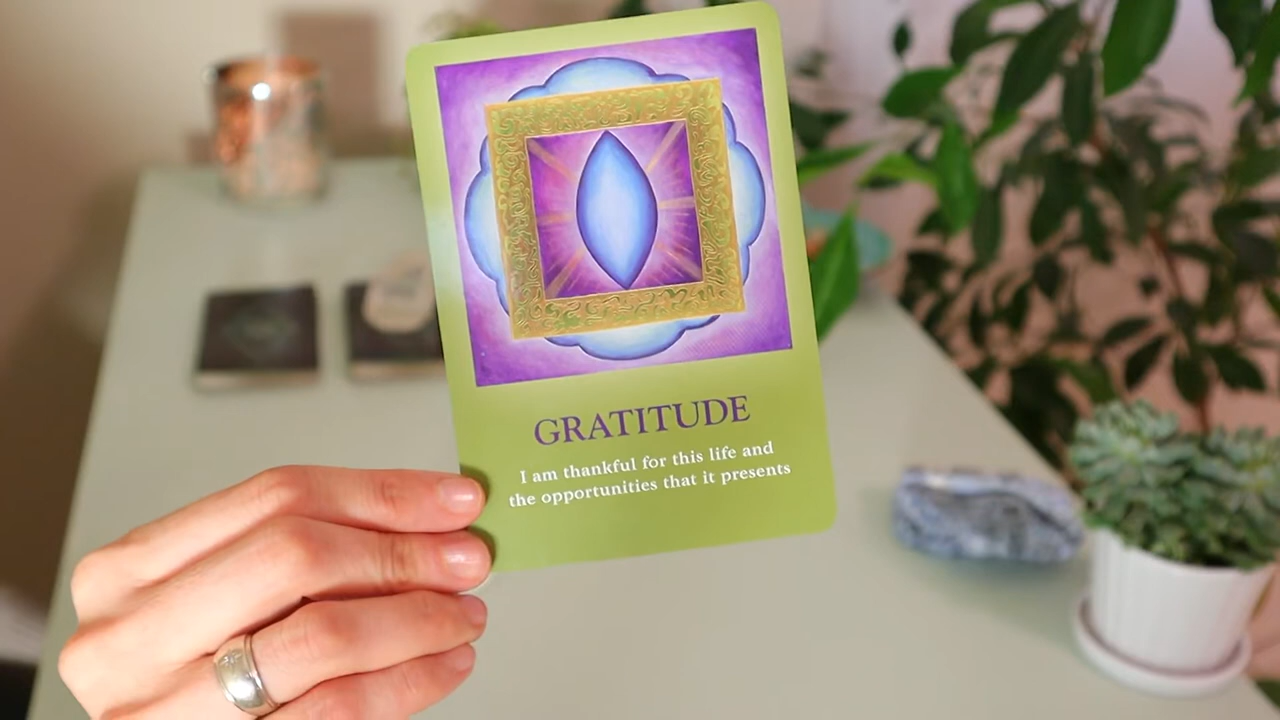 GRATITUDE
I am thankful for this life and
the opportunities that it presents